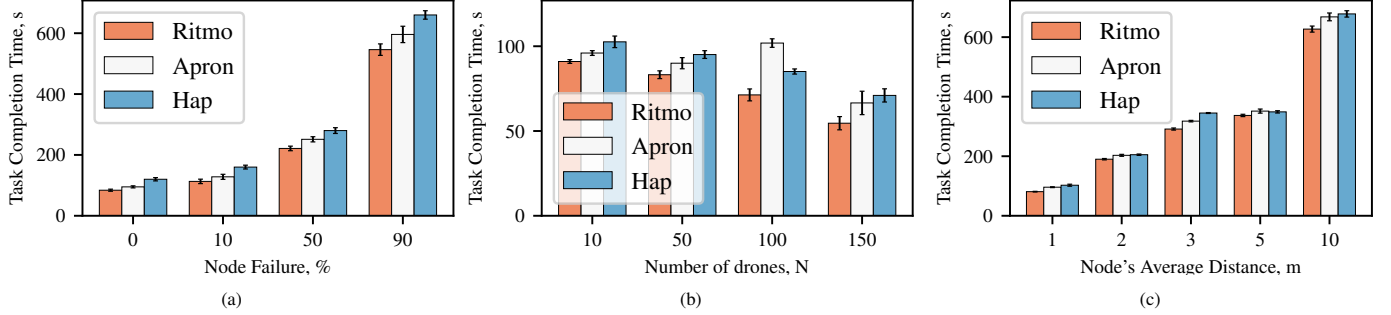 Task Completion Time, s
600
400
200
0
Ritmo
Apron
Hap
0 10 50 90
Node Failure, %
(a)
Task Completion Time, s
100
50
0
Ritmo
Apron
Hap
10 50 100 150
Number of drones, N
(b)
Task Completion Time, s
600
400
200
0
Ritmo
Apron
Hap
1 2 3 5 10
Node's Average Distance, m
(c)